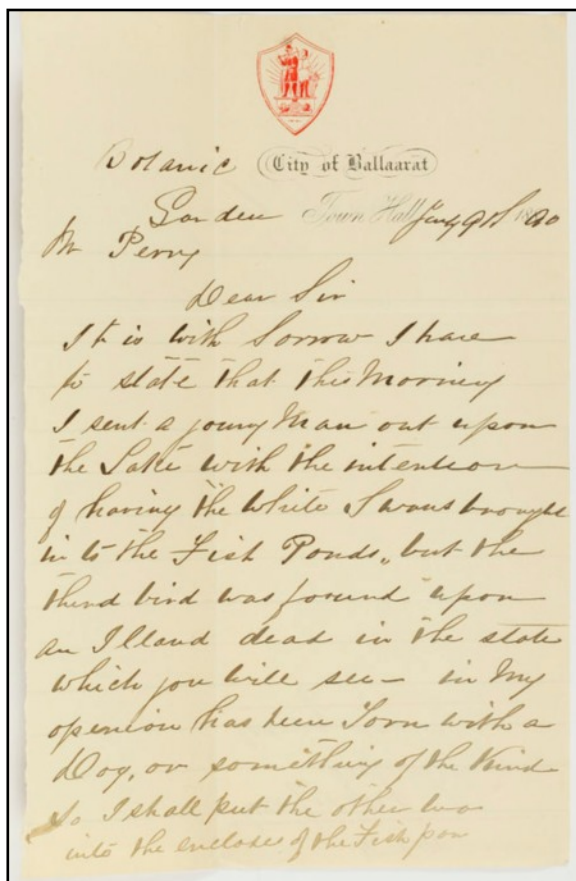 Botanic City of Ballaarat
Garden Town Hall 9th 1890
Mr Perry
Dear Sir
It is with Sorrow I have
to state that this Morning
I sent a young Man out upon
the Lake with the intention
of having the white Swans brought
in to the Fish Ponds, but the
third bird was found upon
an Illand dead in the state
which you will see - in My
openion has been Torn with a
Dog, or something of the Kind
So I shall put the other two
into the of the Fish pon